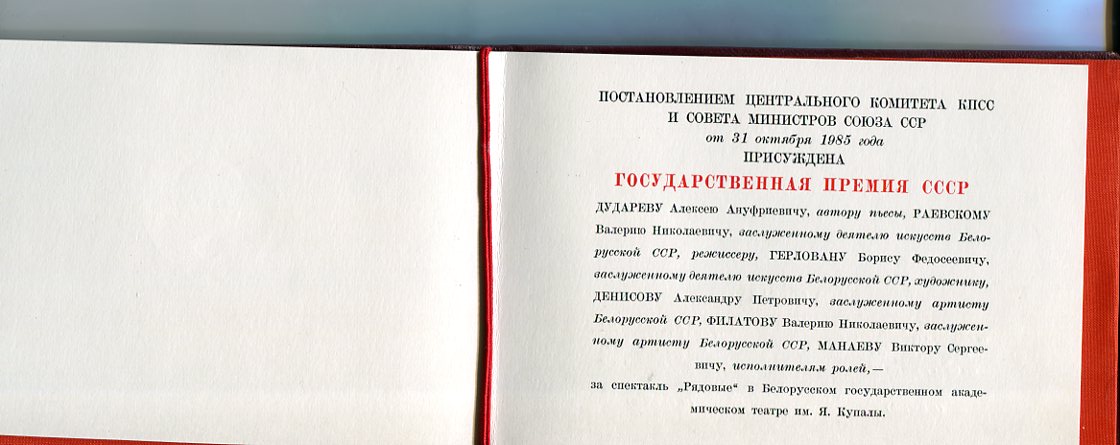 ПОСТАНОВЛЕНИЕМ ЦЕНТРАЛЬНОГО КОМИТЕТА КПСС
И СОВЕТА МИНИСТРОВ СОЮЗА ССР
от 31 октября 1985 года
ПРИСУЖДЕНА
ГОСУДАРСТВЕННАЯ ПРЕМИЯ СССР
ДУДАРЕВУ Алексею Ануфриевичу, автору пьесы, РАЕВСКОМУ
Валерию Николаевичу, заслуженному деятелю искусств Бело-
русской ССР, режиссеру, ГЕРЛОВАНУ Борису Федосеевичу,
заслуженному деятелю искусств Белорусской ССР, художнику,
ДЕНИСОВУ Александру Петровичу, заслуженному артисту
Белорусской ССР, ФИЛАТОВУ Валерию Николаевичу, заслужен-
ному артисту Белорусской ССР, МАНАЕВУ Виктору Сергее-
вичу, исполнителям ролей,—
за спектакль „Рядовые“ в Белорусском государственном акаде-
мическом театре им. Я. Купалы.